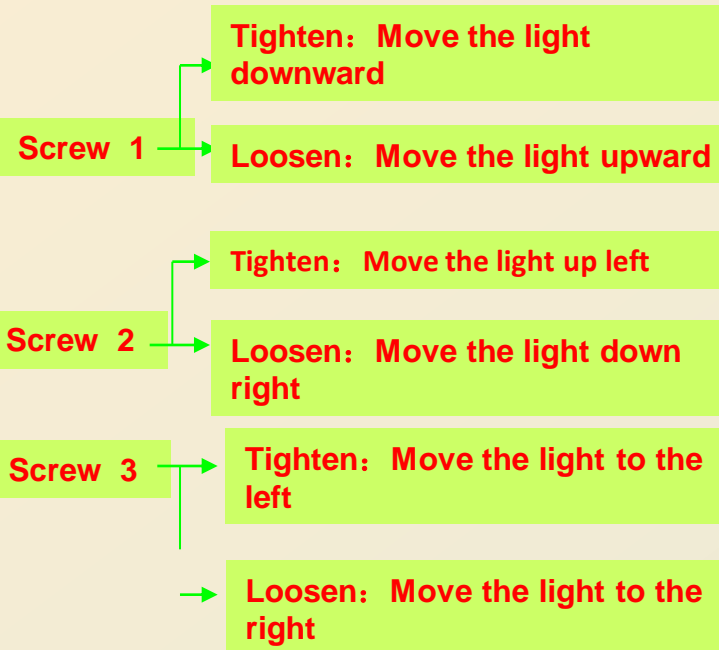 Tighten：Move the light
downward
Screw 1
Loosen：Move the light upward
Tighten：Move the light up left
Screw 2
Loosen：Move the light down
right
Screw 3
Tighten：Move the light to the
left
Loosen：Move the light to the
right